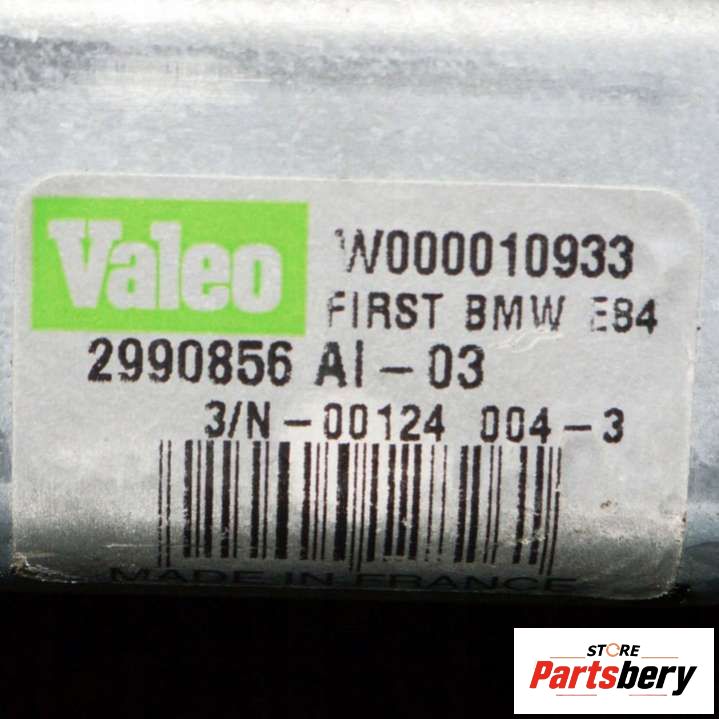 Valeo
W000010933
FIRST BMW E84
2990856 AI-03
3/N-00124 004-3
MADE IN FRANCE
STORE
Partsbery